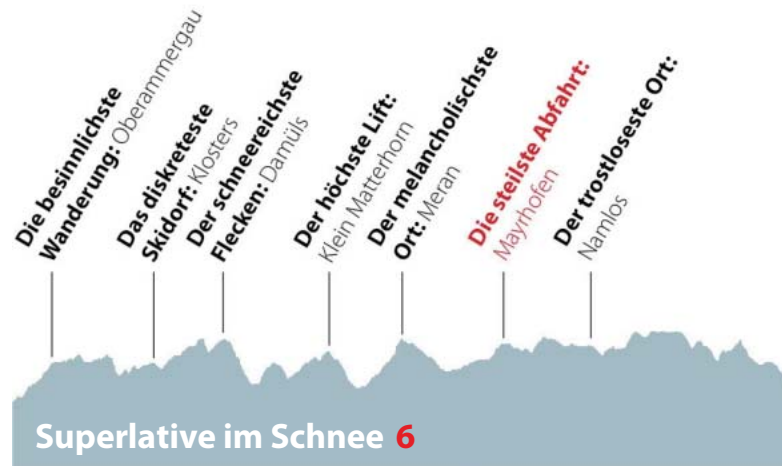 Die besinnlichste
Wanderung: Oberammergau
Das diskreteste
Skidorf: Klosters
Der schneereichste
Flecken: Damüls
Der höchste Lift:
Klein Matterhorn
Der melancholischste
Ort: Meran
Die steilste Abfahrt:
Mayrhofen
Der trostloseste Ort:
Namlos
Superlative im Schnee 6